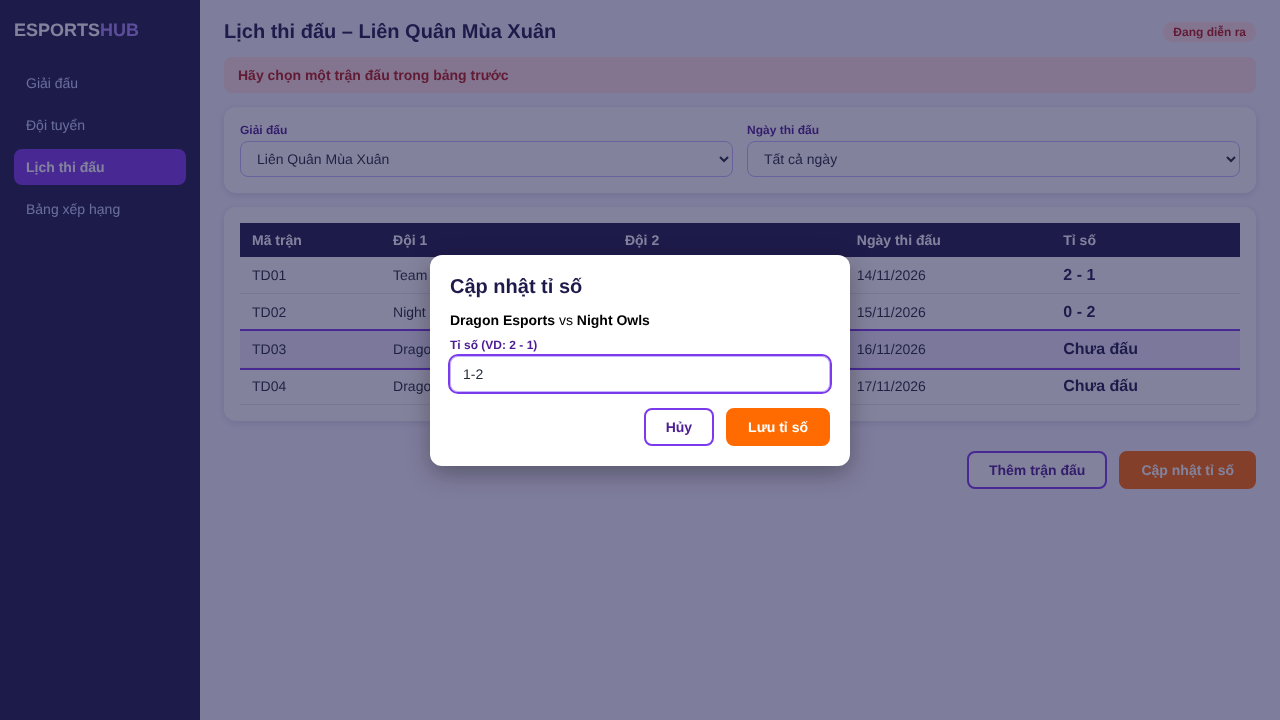 ESPORTSHUB
Giải đấu
Đội tuyển
Lịch thi đấu
Bảng xếp hạng
Lịch thi đấu – Liên Quân Mùa Xuân
Đang diễn ra
Hãy chọn một trận đấu trong bảng trước
Giải đấu
Ngày thi đấu
Liên Quân Mùa Xuân
Tất cả ngày
Mã trận Đội 1 Đội 2 Ngày thi đấu Tỉ số
TD01 Team 14/11/2026 2 - 1
TD02 Night 15/11/2026 0 - 2
TD03 Drago 16/11/2026 Chưa đấu
TD04 Drago 17/11/2026 Chưa đấu
Cập nhật tỉ số
Dragon Esports vs Night Owls
Tỉ số (VD: 2 - 1)
1-2
Hủy
Lưu tỉ số
Thêm trận đấu
Cập nhật tỉ số